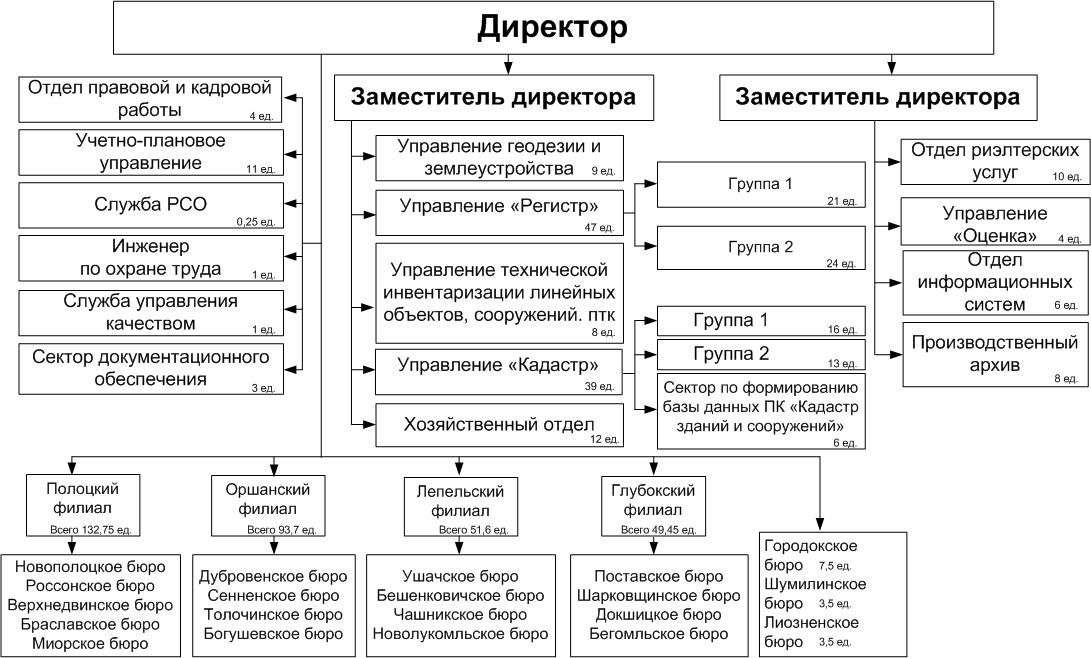 Директор
Отдел правовой и кадровой
работы
4 ед.
Учетно-плановое
управление
11 ед.
Служба РСО
0,25 ед.
Инженер
по охране труда
1 ед.
Служба управления
качеством
1 ед.
Сектор документационного
обеспечения
3 ед.
Заместитель директора
Управление геодезии и
землеустройства
9 ед.
Управление «Регистр»
47 ед.
Группа 1
21 ед.
Группа 2
24 ед.
Управление технической
инвентаризации линейных
объектов, сооружений. птк
8 ед.
Управление «Кадастр»
39 ед.
Группа 1
16 ед.
Группа 2
13 ед.
Сектор по формированию
базы данных ПК «Кадастр
зданий и сооружений»
6 ед.
Хозяйственный отдел
12 ед.
Заместитель директора
Отдел риэлтерских
услуг
10 ед.
Управление
«Оценка»
4 ед.
Отдел
информационных
систем
6 ед.
Производственный
архив
8 ед.
Полоцкий
филиал
Всего 132,75 ед.
Новополоцкое бюро
Россонское бюро
Верхнедвинское бюро
Браславское бюро
Миорское бюро
Оршанский
филиал
Всего 93,7 ед.
Дубровенское бюро
Сенненское бюро
Толочинское бюро
Богушевское бюро
Лепельский
филиал
Всего 51,6 ед.
Ушачское бюро
Бешенковичское бюро
Чашникское бюро
Новолукомльское бюро
Глубокский
филиал
Всего 49,45 ед.
Поставское бюро
Шарковщинское бюро
Докшицкое бюро
Бегомльское бюро
Городокское
бюро 7,5 ед.
Шумилинское
бюро 3,5 ед.
Лиозненское
бюро 3,5 ед.